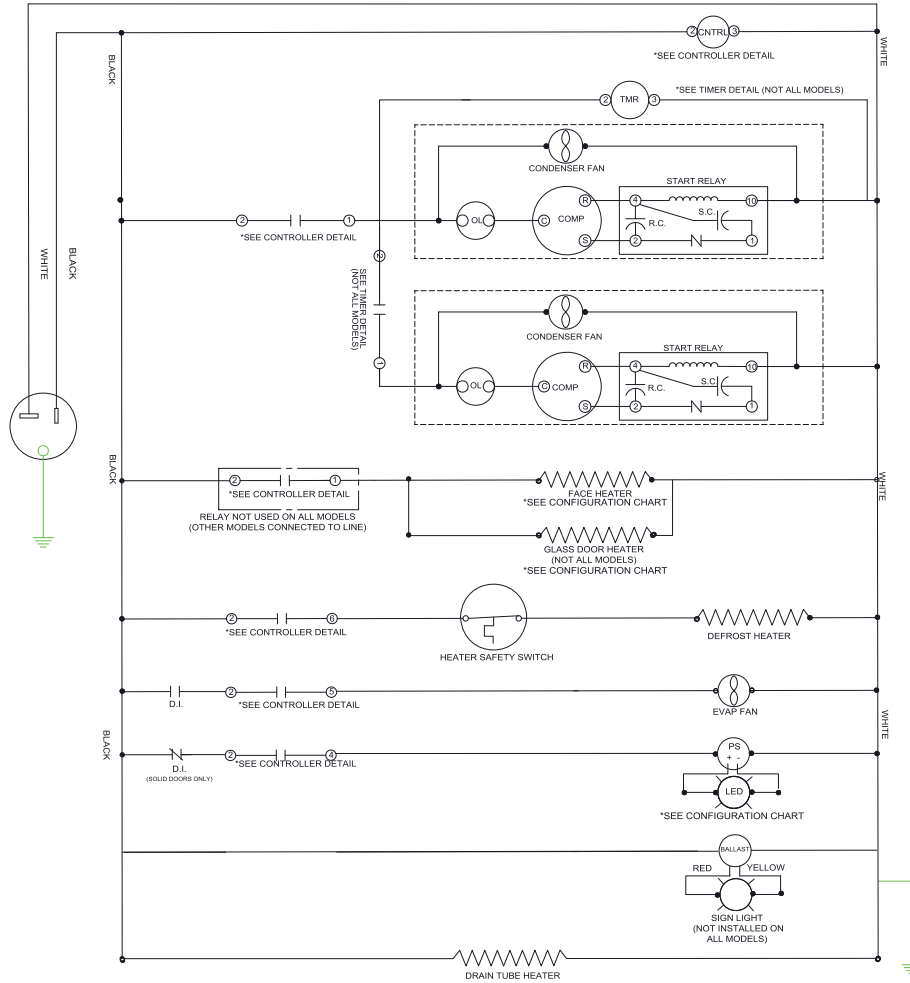 2 CNTRL 3
*SEE CONTROLLER DETAIL
BLACK
WHITE
2 TMR 3
*SEE TIMER DETAIL (NOT ALL MODELS)
CONDENSER FAN
START RELAY
2 1
*SEE CONTROLLER DETAIL
OL
C COMP R S
4 10
R.C.
S.C.
2 N 1
WHITE
BLACK
2
SEE TIMER DETAIL
(NOT ALL
MODELS)
1
CONDENSER FAN
START RELAY
OL
C COMP R S
4 10
R.C.
S.C.
2 N 1
BLACK
WHITE
2 1
*SEE CONTROLLER DETAIL
RELAY NOT USED ON ALL MODELS
(OTHER MODELS CONNECTED TO LINE)
FACE HEATER
*SEE CONFIGURATION CHART
GLASS DOOR HEATER
(NOT ALL MODELS)
*SEE CONFIGURATION CHART
2 6
*SEE CONTROLLER DETAIL
HEATER SAFETY SWITCH
DEFROST HEATER
D.I.
2 5
*SEE CONTROLLER DETAIL
EVAP FAN
BLACK
WHITE
D.I.
(SOLID DOORS ONLY)
2 4
*SEE CONTROLLER DETAIL
PS
+ -
LED
*SEE CONFIGURATION CHART
BALLAST
RED YELLOW
SIGN LIGHT
(NOT INSTALLED ON
ALL MODELS)
DRAIN TUBE HEATER